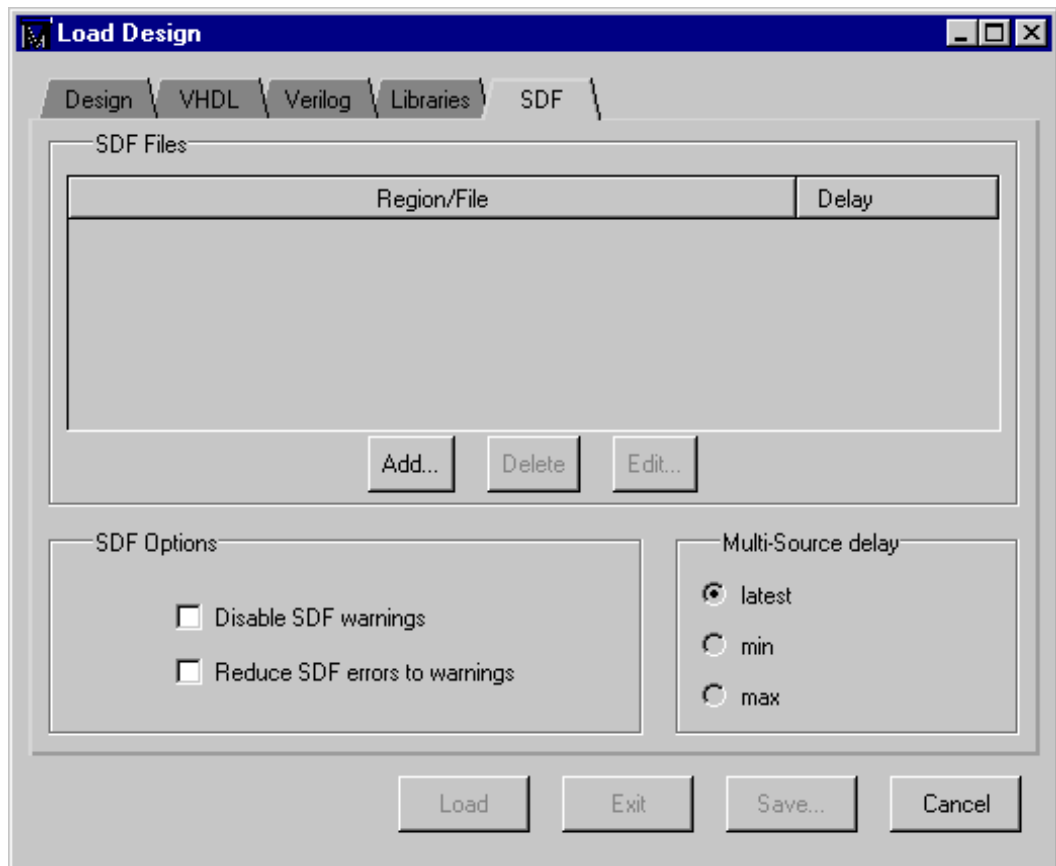 Load Design
Design VHDL Verilog Libraries SDF
SDF Files
Region/File Delay
Add... Delete Edit...
SDF Options
Disable SDF warnings
Reduce SDF errors to warnings
Multi-Source delay
latest
min
max
Load Exit Save... Cancel